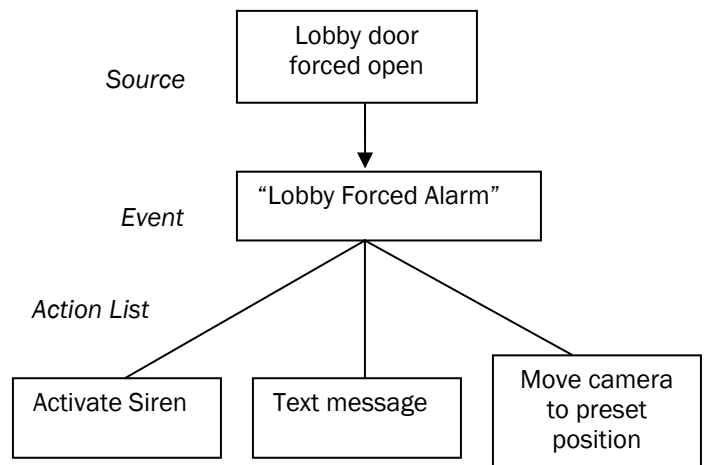 Lobby door
forced open
Source
“Lobby Forced Alarm”
Event
Action List
Activate Siren
Text message
Move camera
to preset
position